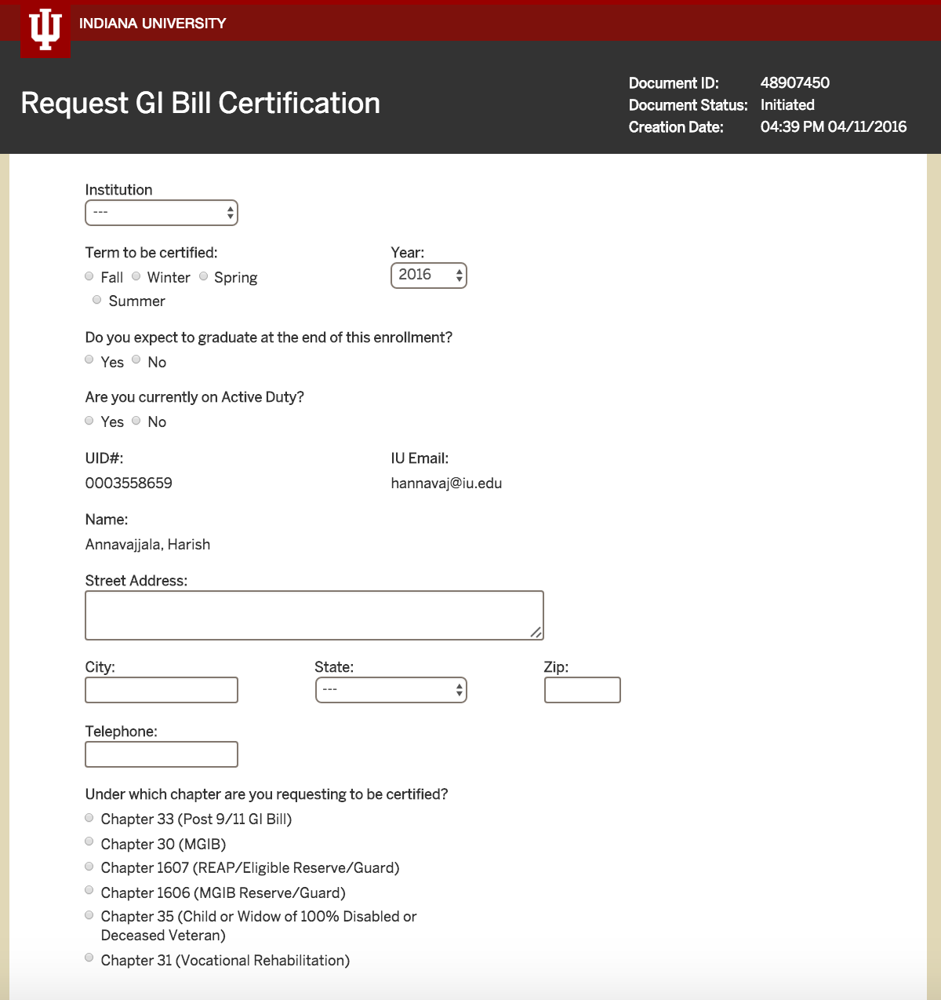 INDIANA UNIVERSITY
Request GI Bill Certification
Document ID: 48907450
Document Status: Initiated
Creation Date: 04:39 PM 04/11/2016
Institution
---
Term to be certified: Year:
Fall Winter Spring 2016
Summer
Do you expect to graduate at the end of this enrollment?
Yes No
Are you currently on Active Duty?
Yes No
UID#: IU Email:
0003558659 hannavaj@iu.edu
Name:
Annavajjala, Harish
Street Address:
City: State: Zip:
---
Telephone:
Under which chapter are you requesting to be certified?
Chapter 33 (Post 9/11 GI Bill)
Chapter 30 (MGIB)
Chapter 1607 (REAP/Eligible Reserve/Guard)
Chapter 1606 (MGIB Reserve/Guard)
Chapter 35 (Child or Widow of 100% Disabled or
Deceased Veteran)
Chapter 31 (Vocational Rehabilitation)